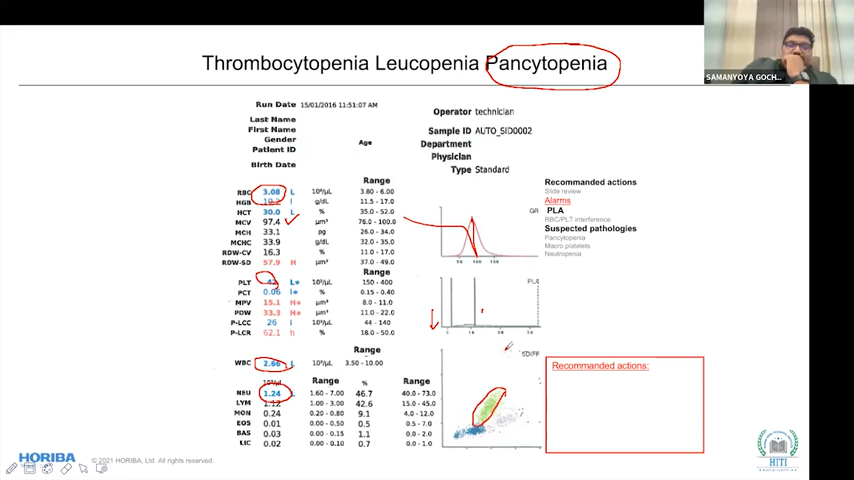 SAMANYOYA GOCH...
Thrombocytopenia Leucopenia Pancytopenia
Run Date 15/01/2016 11:51:07 AM
Last Name
First Name
Gender
Patient ID
Birth Date
Age
Operator technician
Sample ID AUTO_SID0002
Department
Physician
Type Standard
Range
RBC 3.08 L 10⁶/µL 3.80 - 6.00
HGB l g/dL 11.5 - 17.0
HCT 30.0 L % 35.0 - 52.0
MCV 97.4 µm³ 76.0 - 100.0
MCH 33.1 pg 26.0 - 34.0
MCHC 33.9 g/dL 32.0 - 35.0
RDW-CV 16.3 % 11.0 - 17.0
RDW-SD 57.9 H µm³ 37.0 - 49.0
Range
PLT 42 L* 10³/µL 150 - 400
PCT 0.06 l* % 0.15 - 0.40
MPV 15.1 H* µm³ 8.0 - 11.0
PDW 33.3 H* µm³ 11.0 - 22.0
P-LCC 26 l 10³/µL 44 - 140
P-LCR 62.1 h % 18.0 - 50.0
Range
WBC 2.66 L 10³/µL 3.50 - 10.00
10³/µl Range % Range
NEU 1.24 L 1.60 - 7.00 46.7 40.0 - 73.0
LYM 1.12 1.00 - 3.00 42.6 15.0 - 45.0
MON 0.24 0.20 - 0.80 9.1 4.0 - 12.0
EOS 0.01 0.00 - 0.50 0.5 0.5 - 7.0
BAS 0.03 0.00 - 0.15 1.1 0.0 - 2.0
LIC 0.02 0.00 - 0.10 0.7 0.0 - 1.0
GR
50 100 150
PLA
10 20 30
5DIFF
Recommanded actions
Slide review
Alarms
PLA
RBC/PLT interference
Suspected pathologies
Pancytopenia
Macro platelets
Neutropenia
Recommanded actions:
HORIBA
© 2021 HORIBA, Ltd. All rights reserved.
HITI